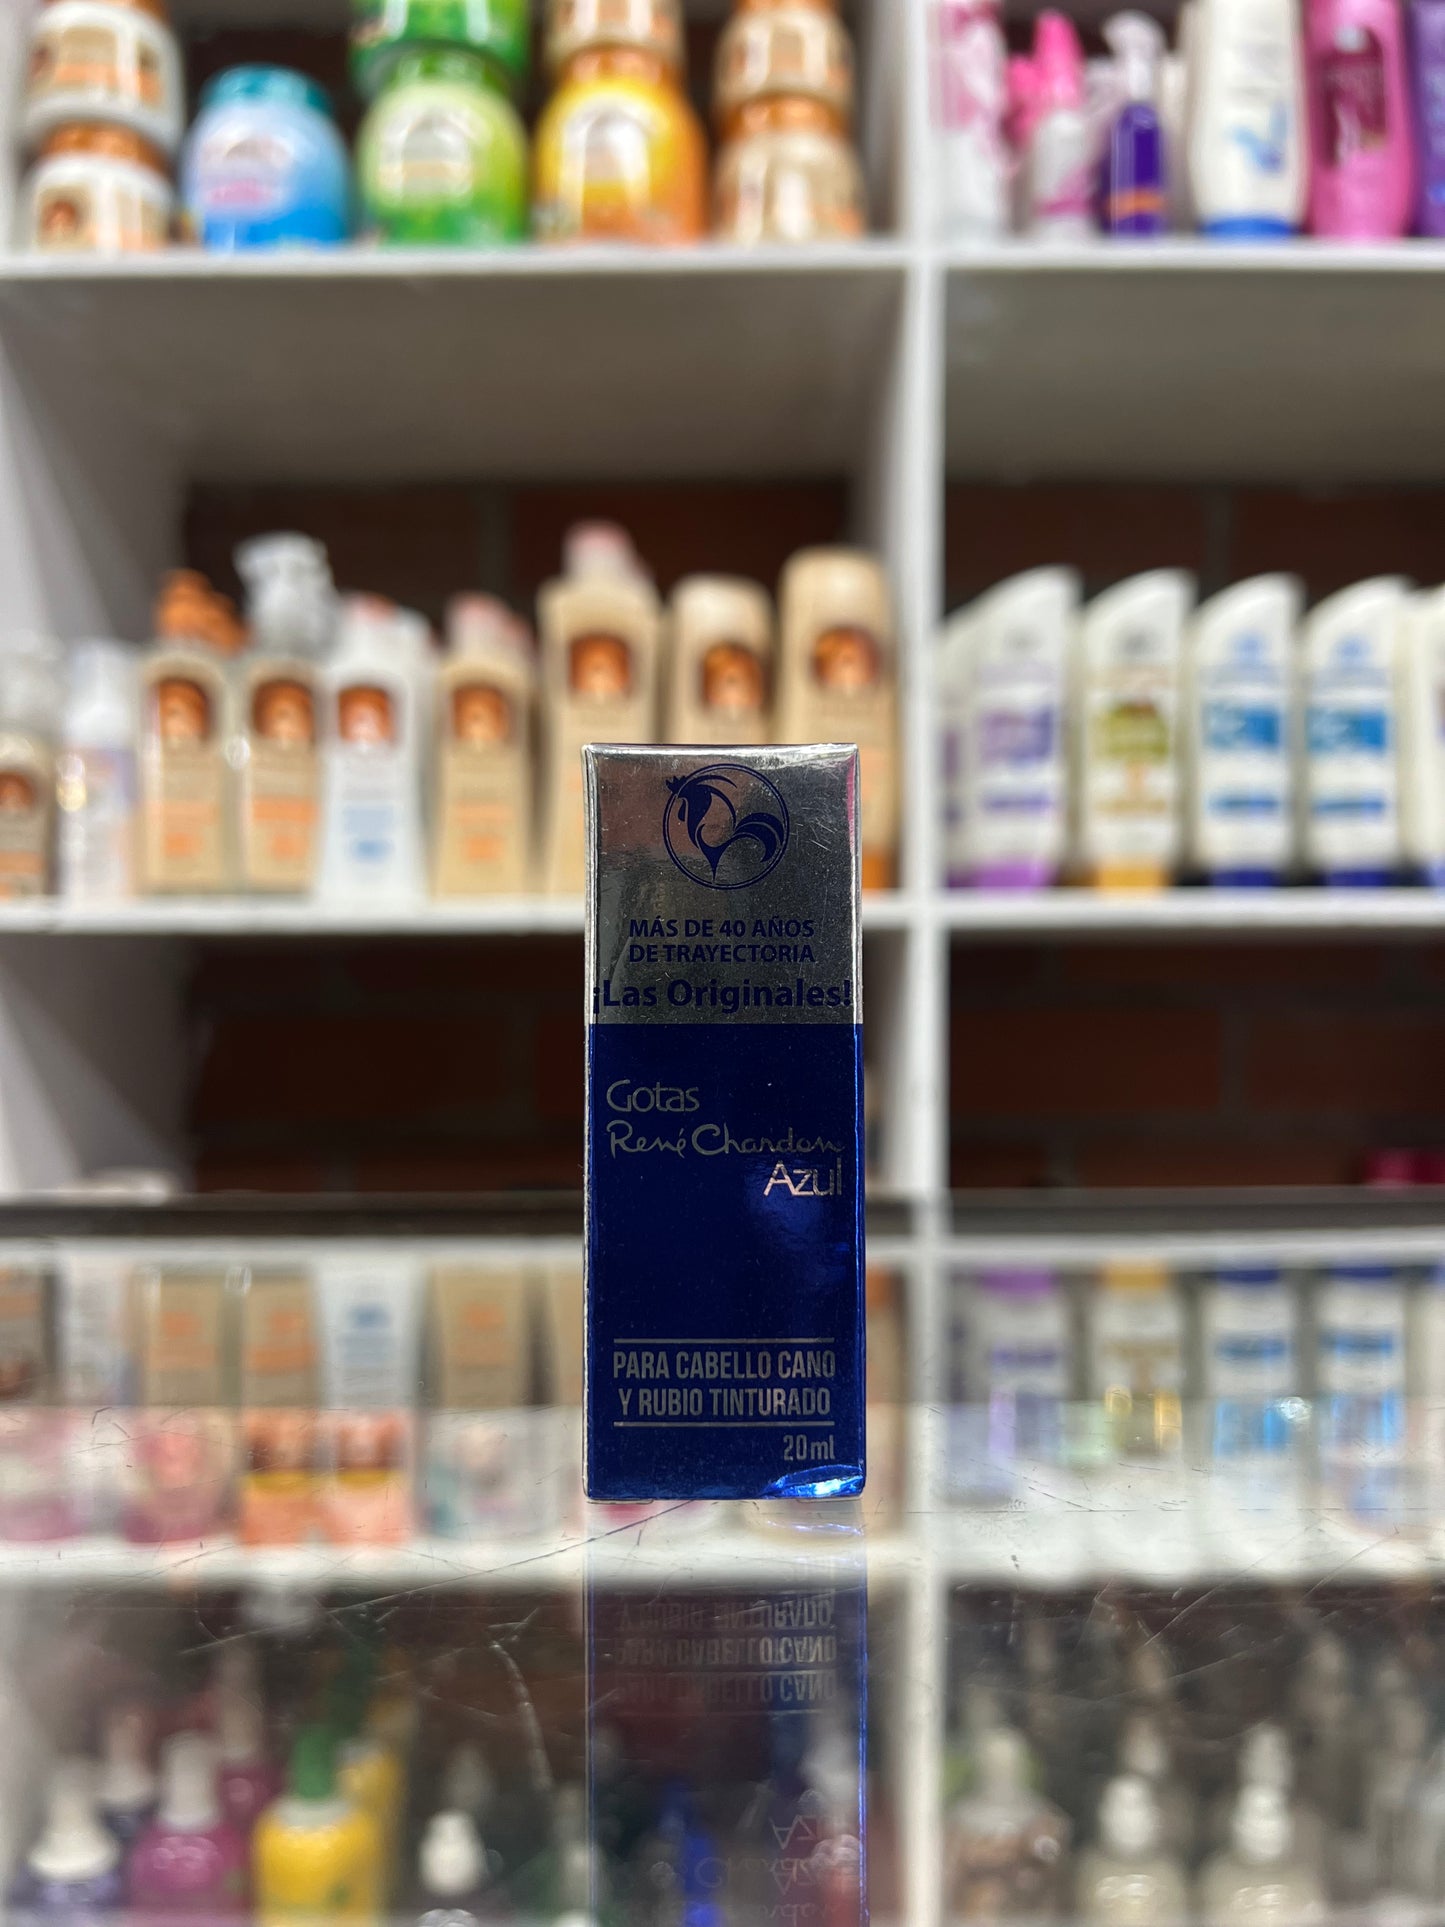 MÁS DE 40 AÑOS
DE TRAYECTORIA
¡Las Originales!
Gotas
René Chardon
Azul
PARA CABELLO CANO
Y RUBIO TINTURADO
20ml